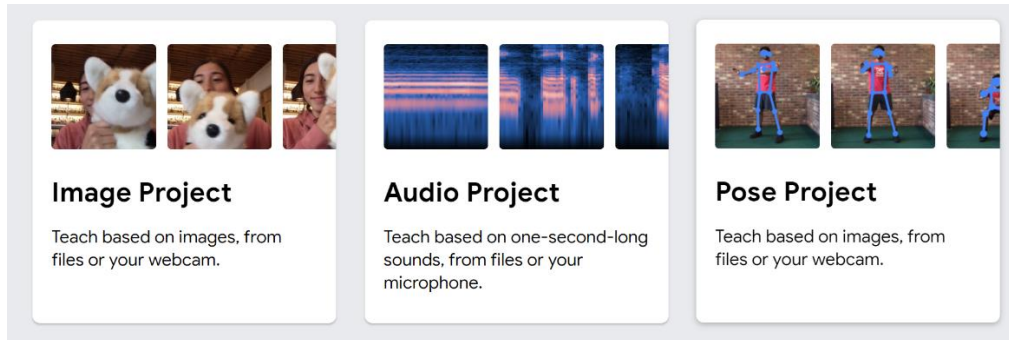 Image Project
Teach based on images, from
files or your webcam.
Audio Project
Teach based on one-second-long
sounds, from files or your
microphone.
Pose Project
Teach based on images, from
files or your webcam.